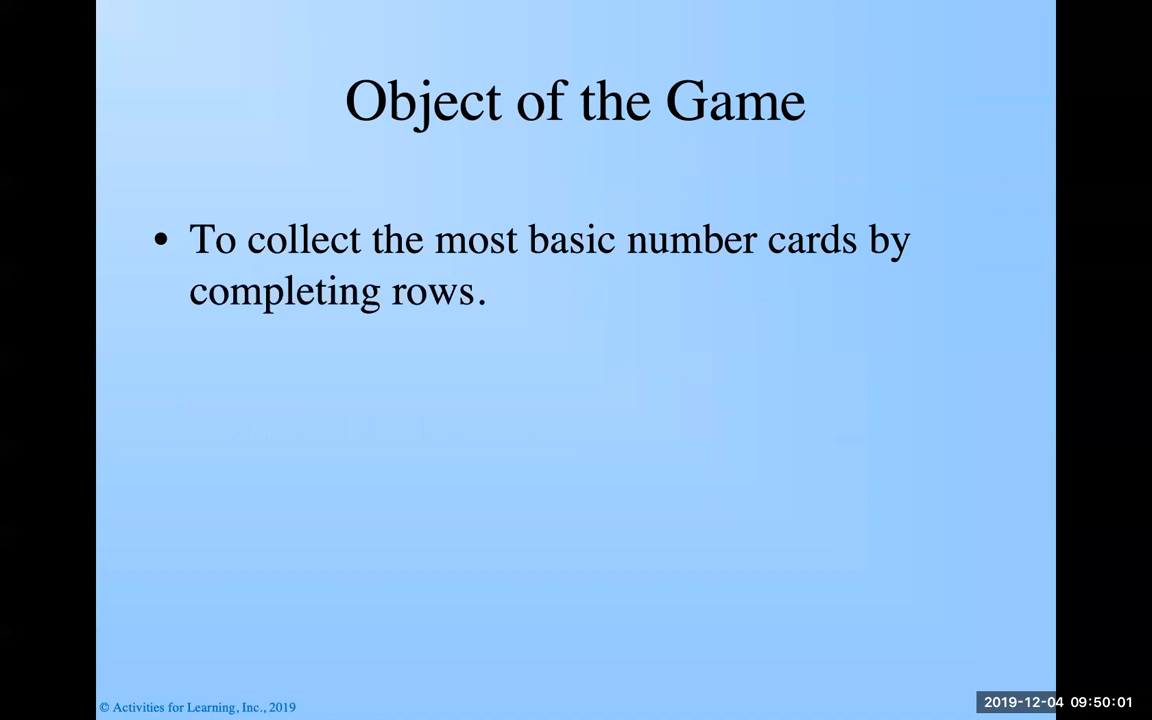 Object of the Game
• To collect the most basic number cards by
completing rows.
© Activities for Learning, Inc., 2019
2019-12-04 09:50:01